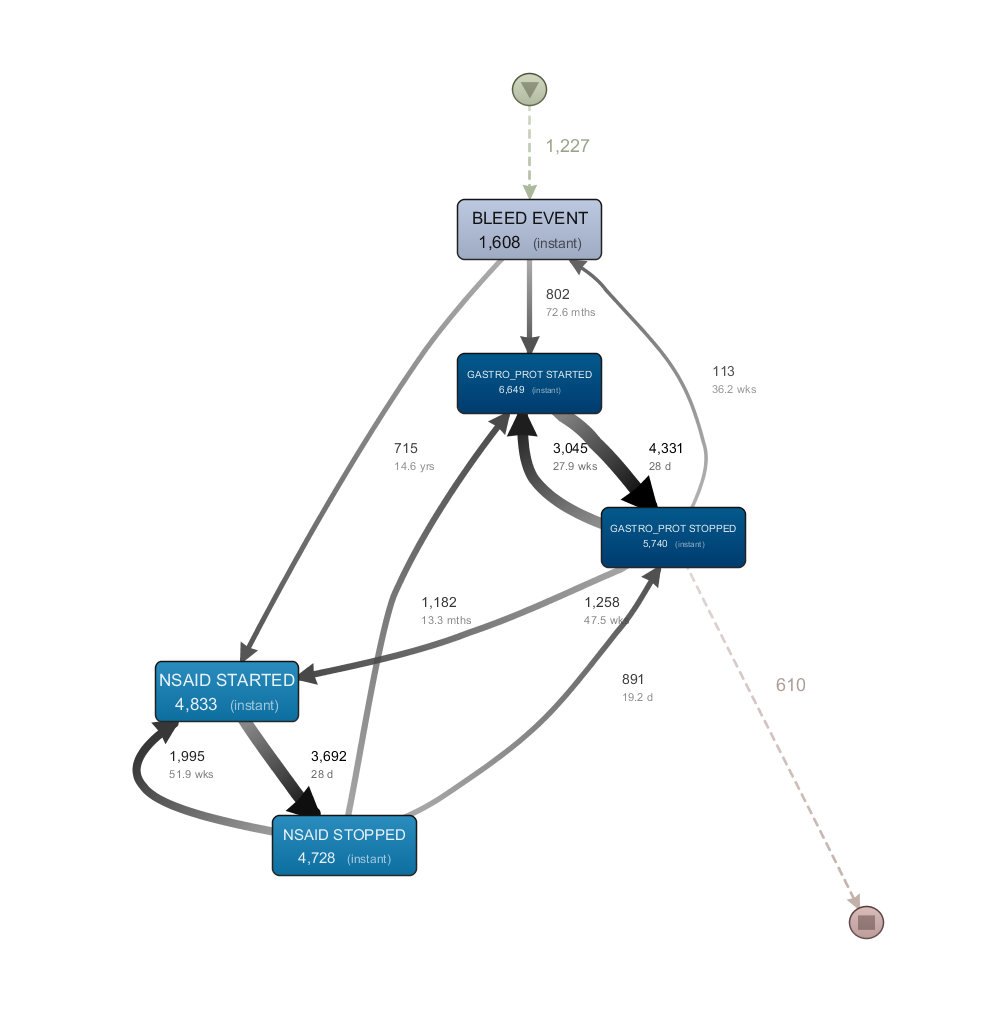 1,227
BLEED EVENT
1,608 (instant)
802
72.6 mths
GASTRO_PROT STARTED
6,649 (instant)
113
36.2 wks
715
14.6 yrs
3,045
27.9 wks
4,331
28 d
GASTRO_PROT STOPPED
5,740 (instant)
1,182
13.3 mths
1,258
47.5 wks
NSAID STARTED
4,833 (instant)
891
19.2 d
610
1,995
51.9 wks
3,692
28 d
NSAID STOPPED
4,728 (instant)